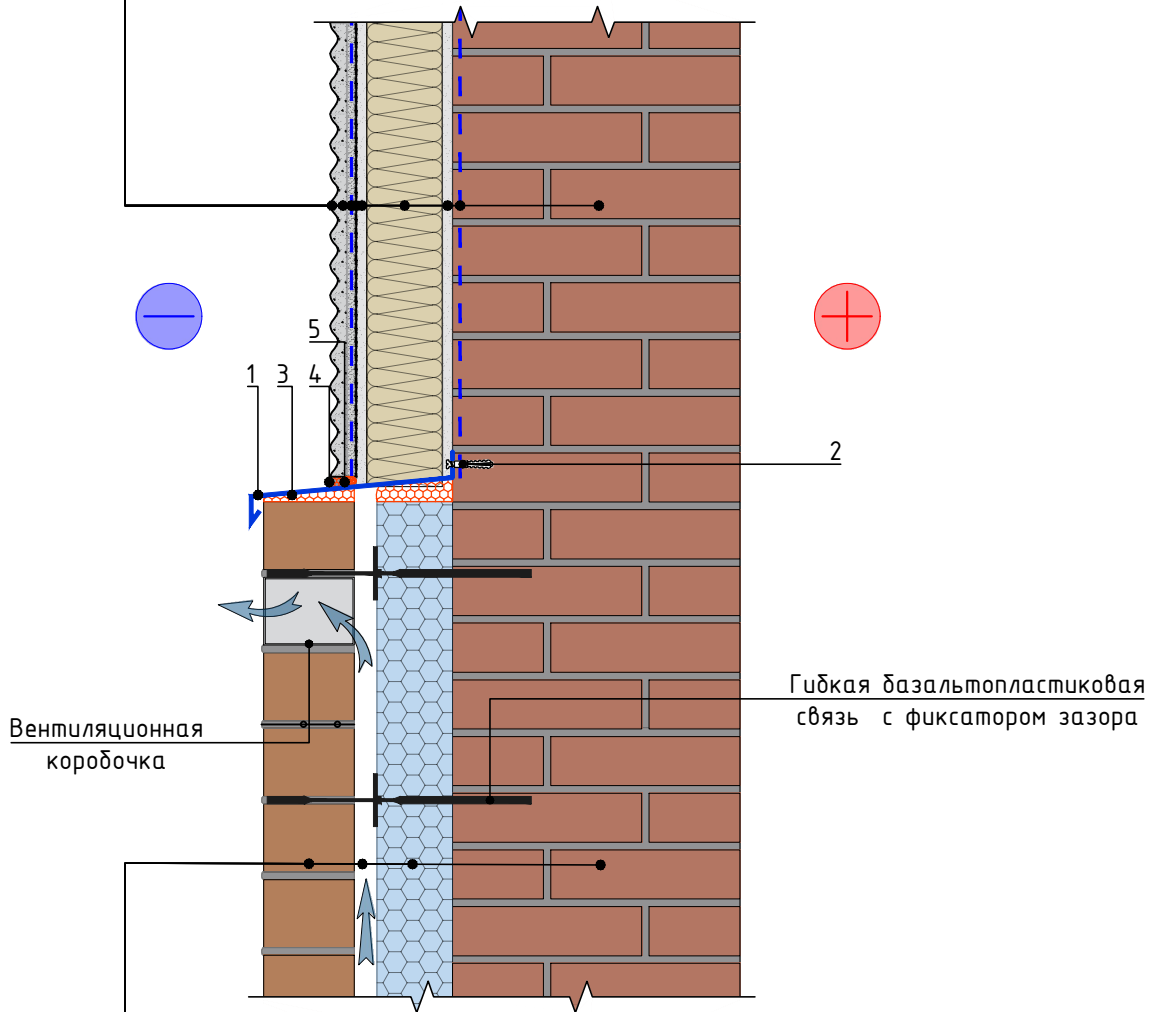 5
1 3 4
2
Гибкая базальтопластиковая
связь с фиксатором зазора
Вентиляционная
коробочка